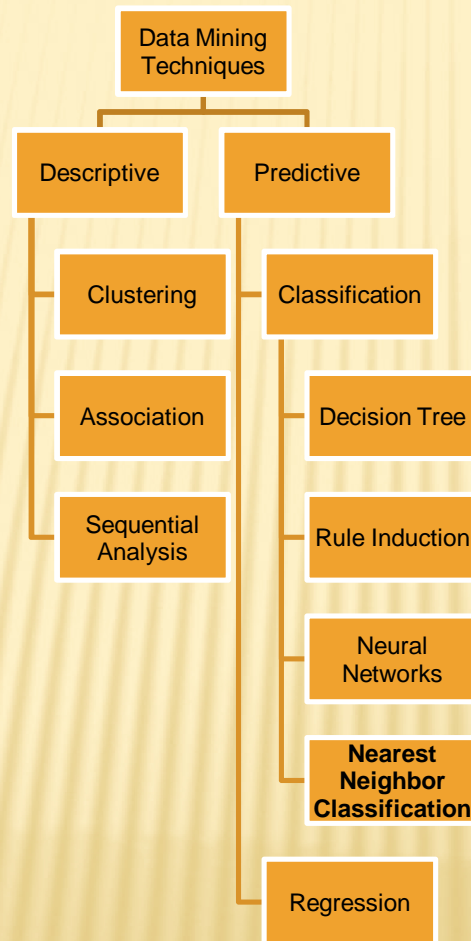 Data Mining
Techniques
Descriptive
Predictive
Clustering
Classification
Association
Decision Tree
Sequential
Analysis
Rule Induction
Neural
Networks
Nearest
Neighbor
Classification
Regression